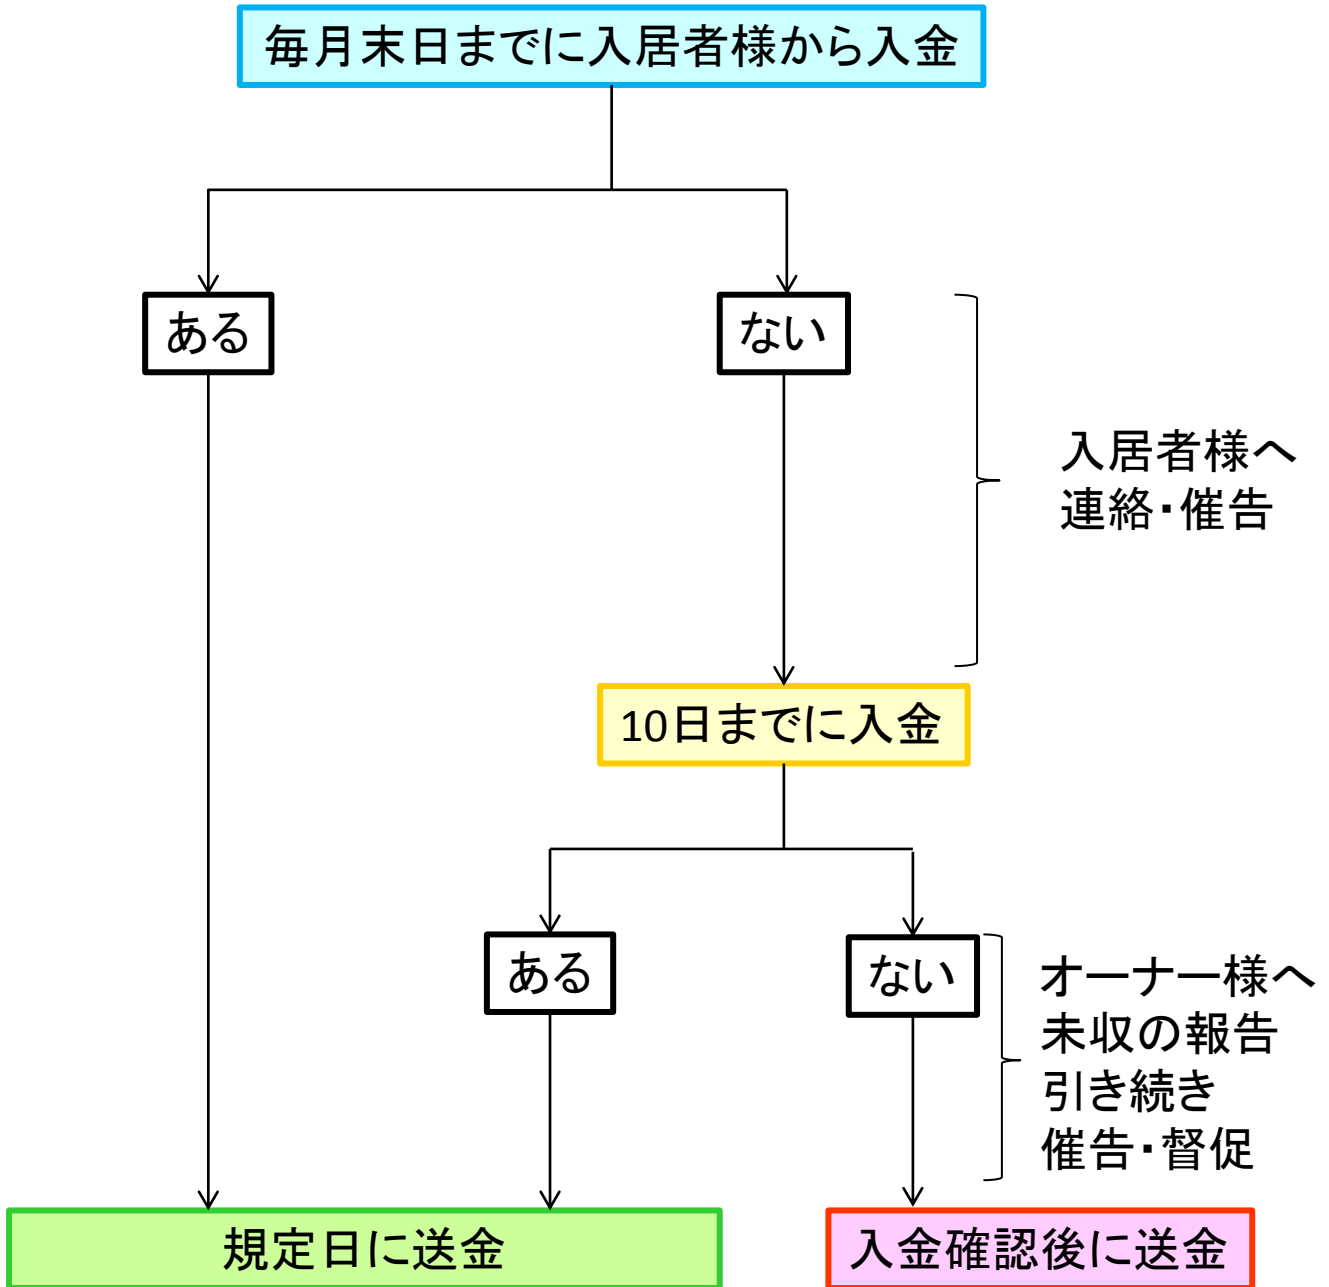 毎月末日までに入居者様から入金
ある
ない
入居者様へ
連絡・催告
10日までに入金
ある
ない
オーナー様へ
未収の報告
引き続き
催告・督促
規定日に送金
入金確認後に送金